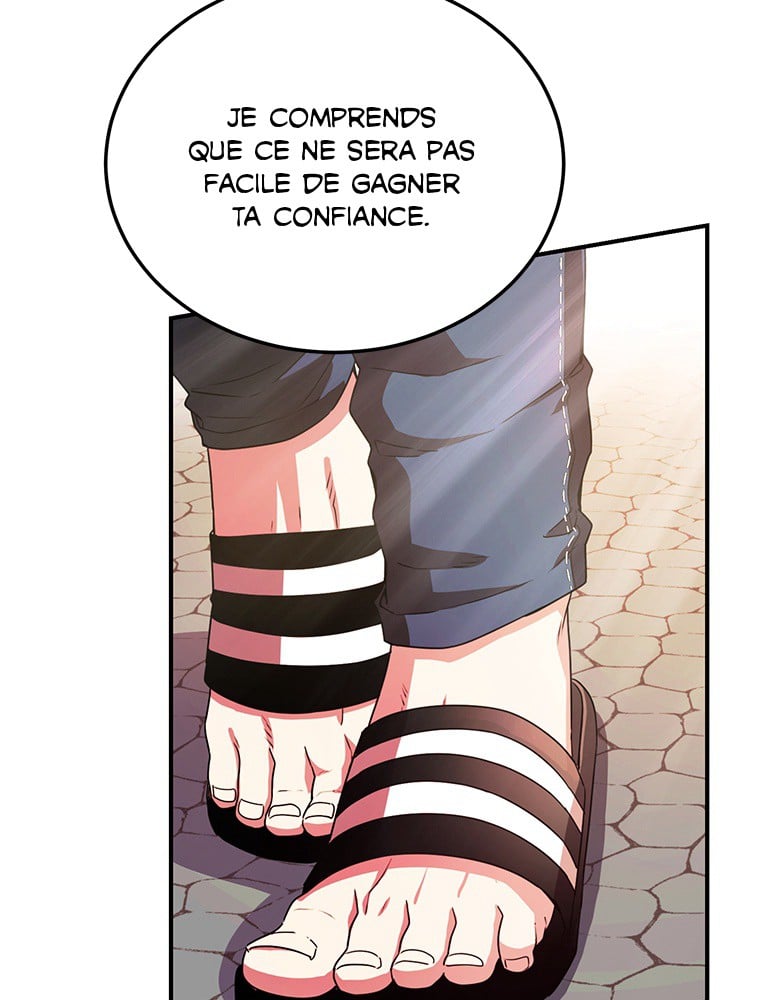 JE COMPRENDS
QUE CE NE SERA PAS
FACILE DE GAGNER
TA CONFIANCE.